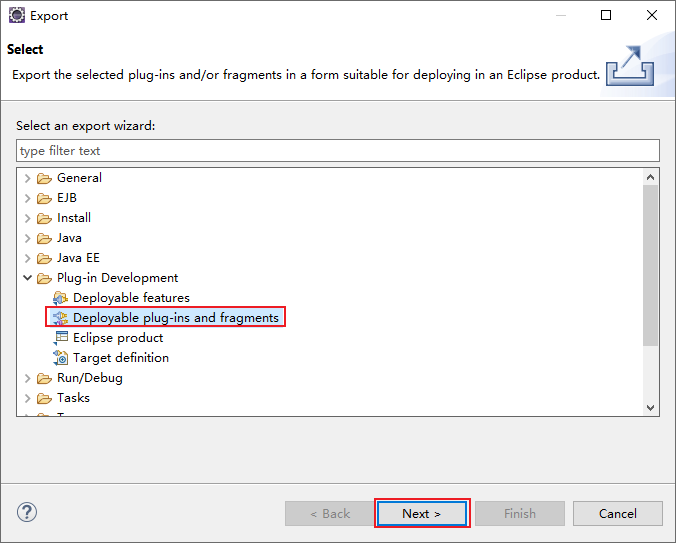 Export
Select
Export the selected plug-ins and/or fragments in a form suitable for deploying in an Eclipse product.
Select an export wizard:
type filter text
General
EJB
Install
Java
Java EE
Plug-in Development
Deployable features
Deployable plug-ins and fragments
Eclipse product
Target definition
Run/Debug
Tasks
?
< Back
Next >
Finish
Cancel